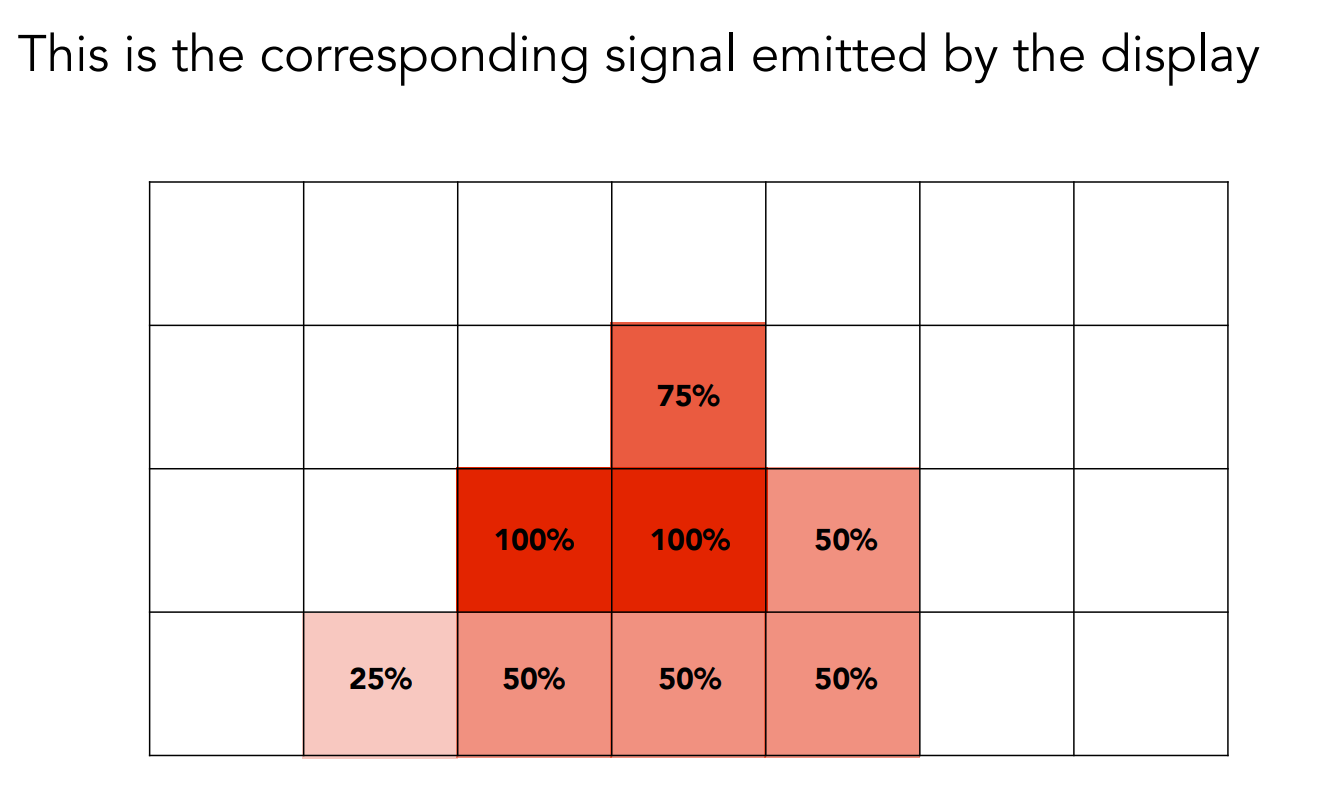 This is the corresponding signal emitted by the display
75%
100% 100% 50%
25% 50% 50% 50%